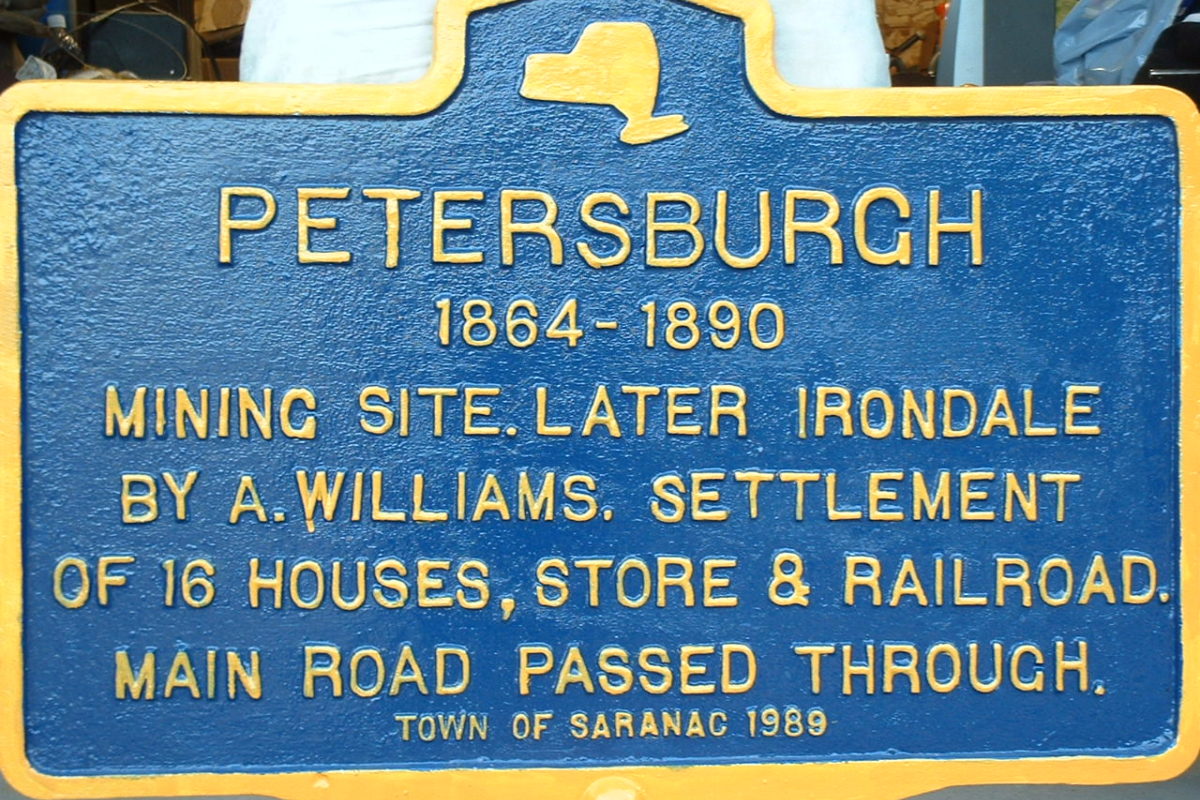 PETERSBURGH
1864-1890
MINING SITE. LATER IRONDALE
BY A. WILLIAMS. SETTLEMENT
OF 16 HOUSES, STORE & RAILROAD.
MAIN ROAD PASSED THROUGH.
TOWN OF SARANAC 1989